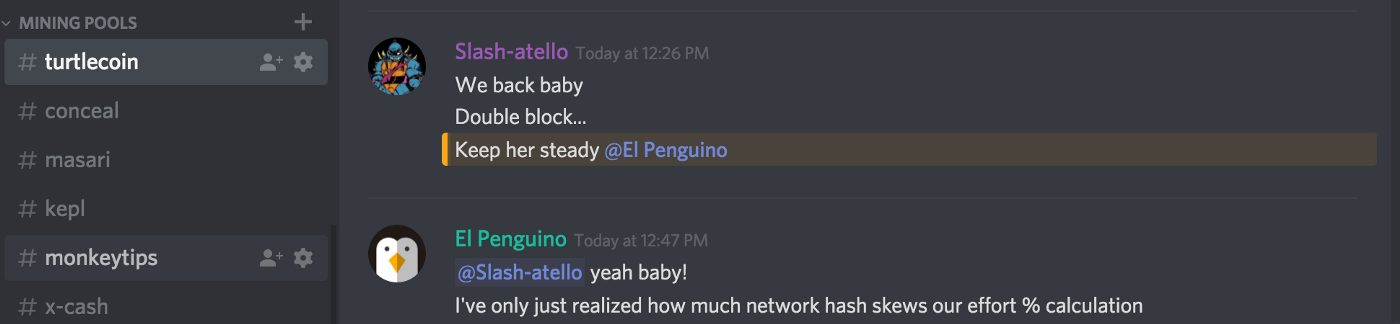 MINING POOLS
# turtlecoin
# conceal
# masari
# kepl
# monkeytips
# x-cash
Slash-atello Today at 12:26 PM
We back baby
Double block...
Keep her steady @El Penguino
El Penguino Today at 12:47 PM
@Slash-atello yeah baby!
I've only just realized how much network hash skews our effort % calculation